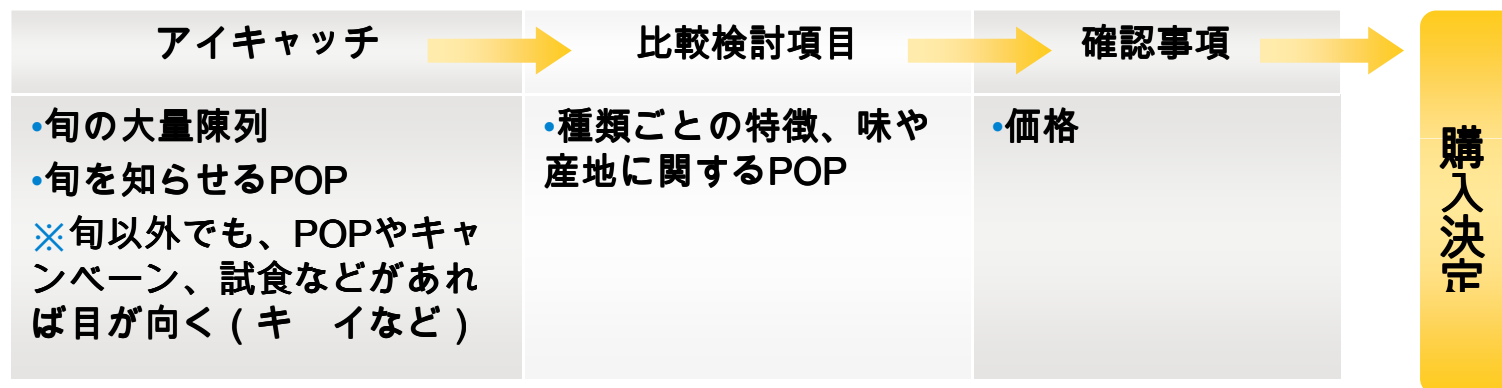 アイキャッチ
比較検討項目
確認事項
•旬の大量陳列
•旬を知らせるPOP
※旬以外でも、POPやキャ
ンペーン、試食などがあれ
ば目が向く(キ　イなど)
•種類ごとの特徴、味や
産地に関するPOP
•価格
購入決定